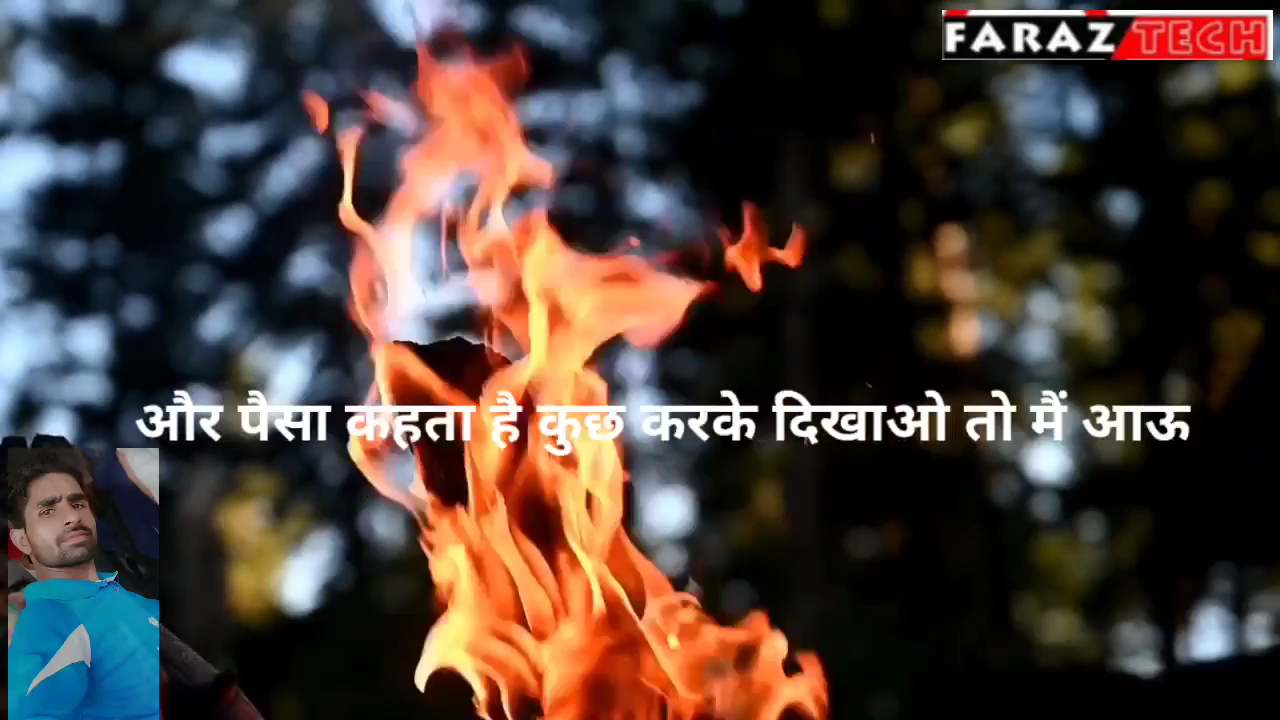 FARAZ TECH
और पैसा कहता है कुछ करके दिखाओ तो मैं आऊ